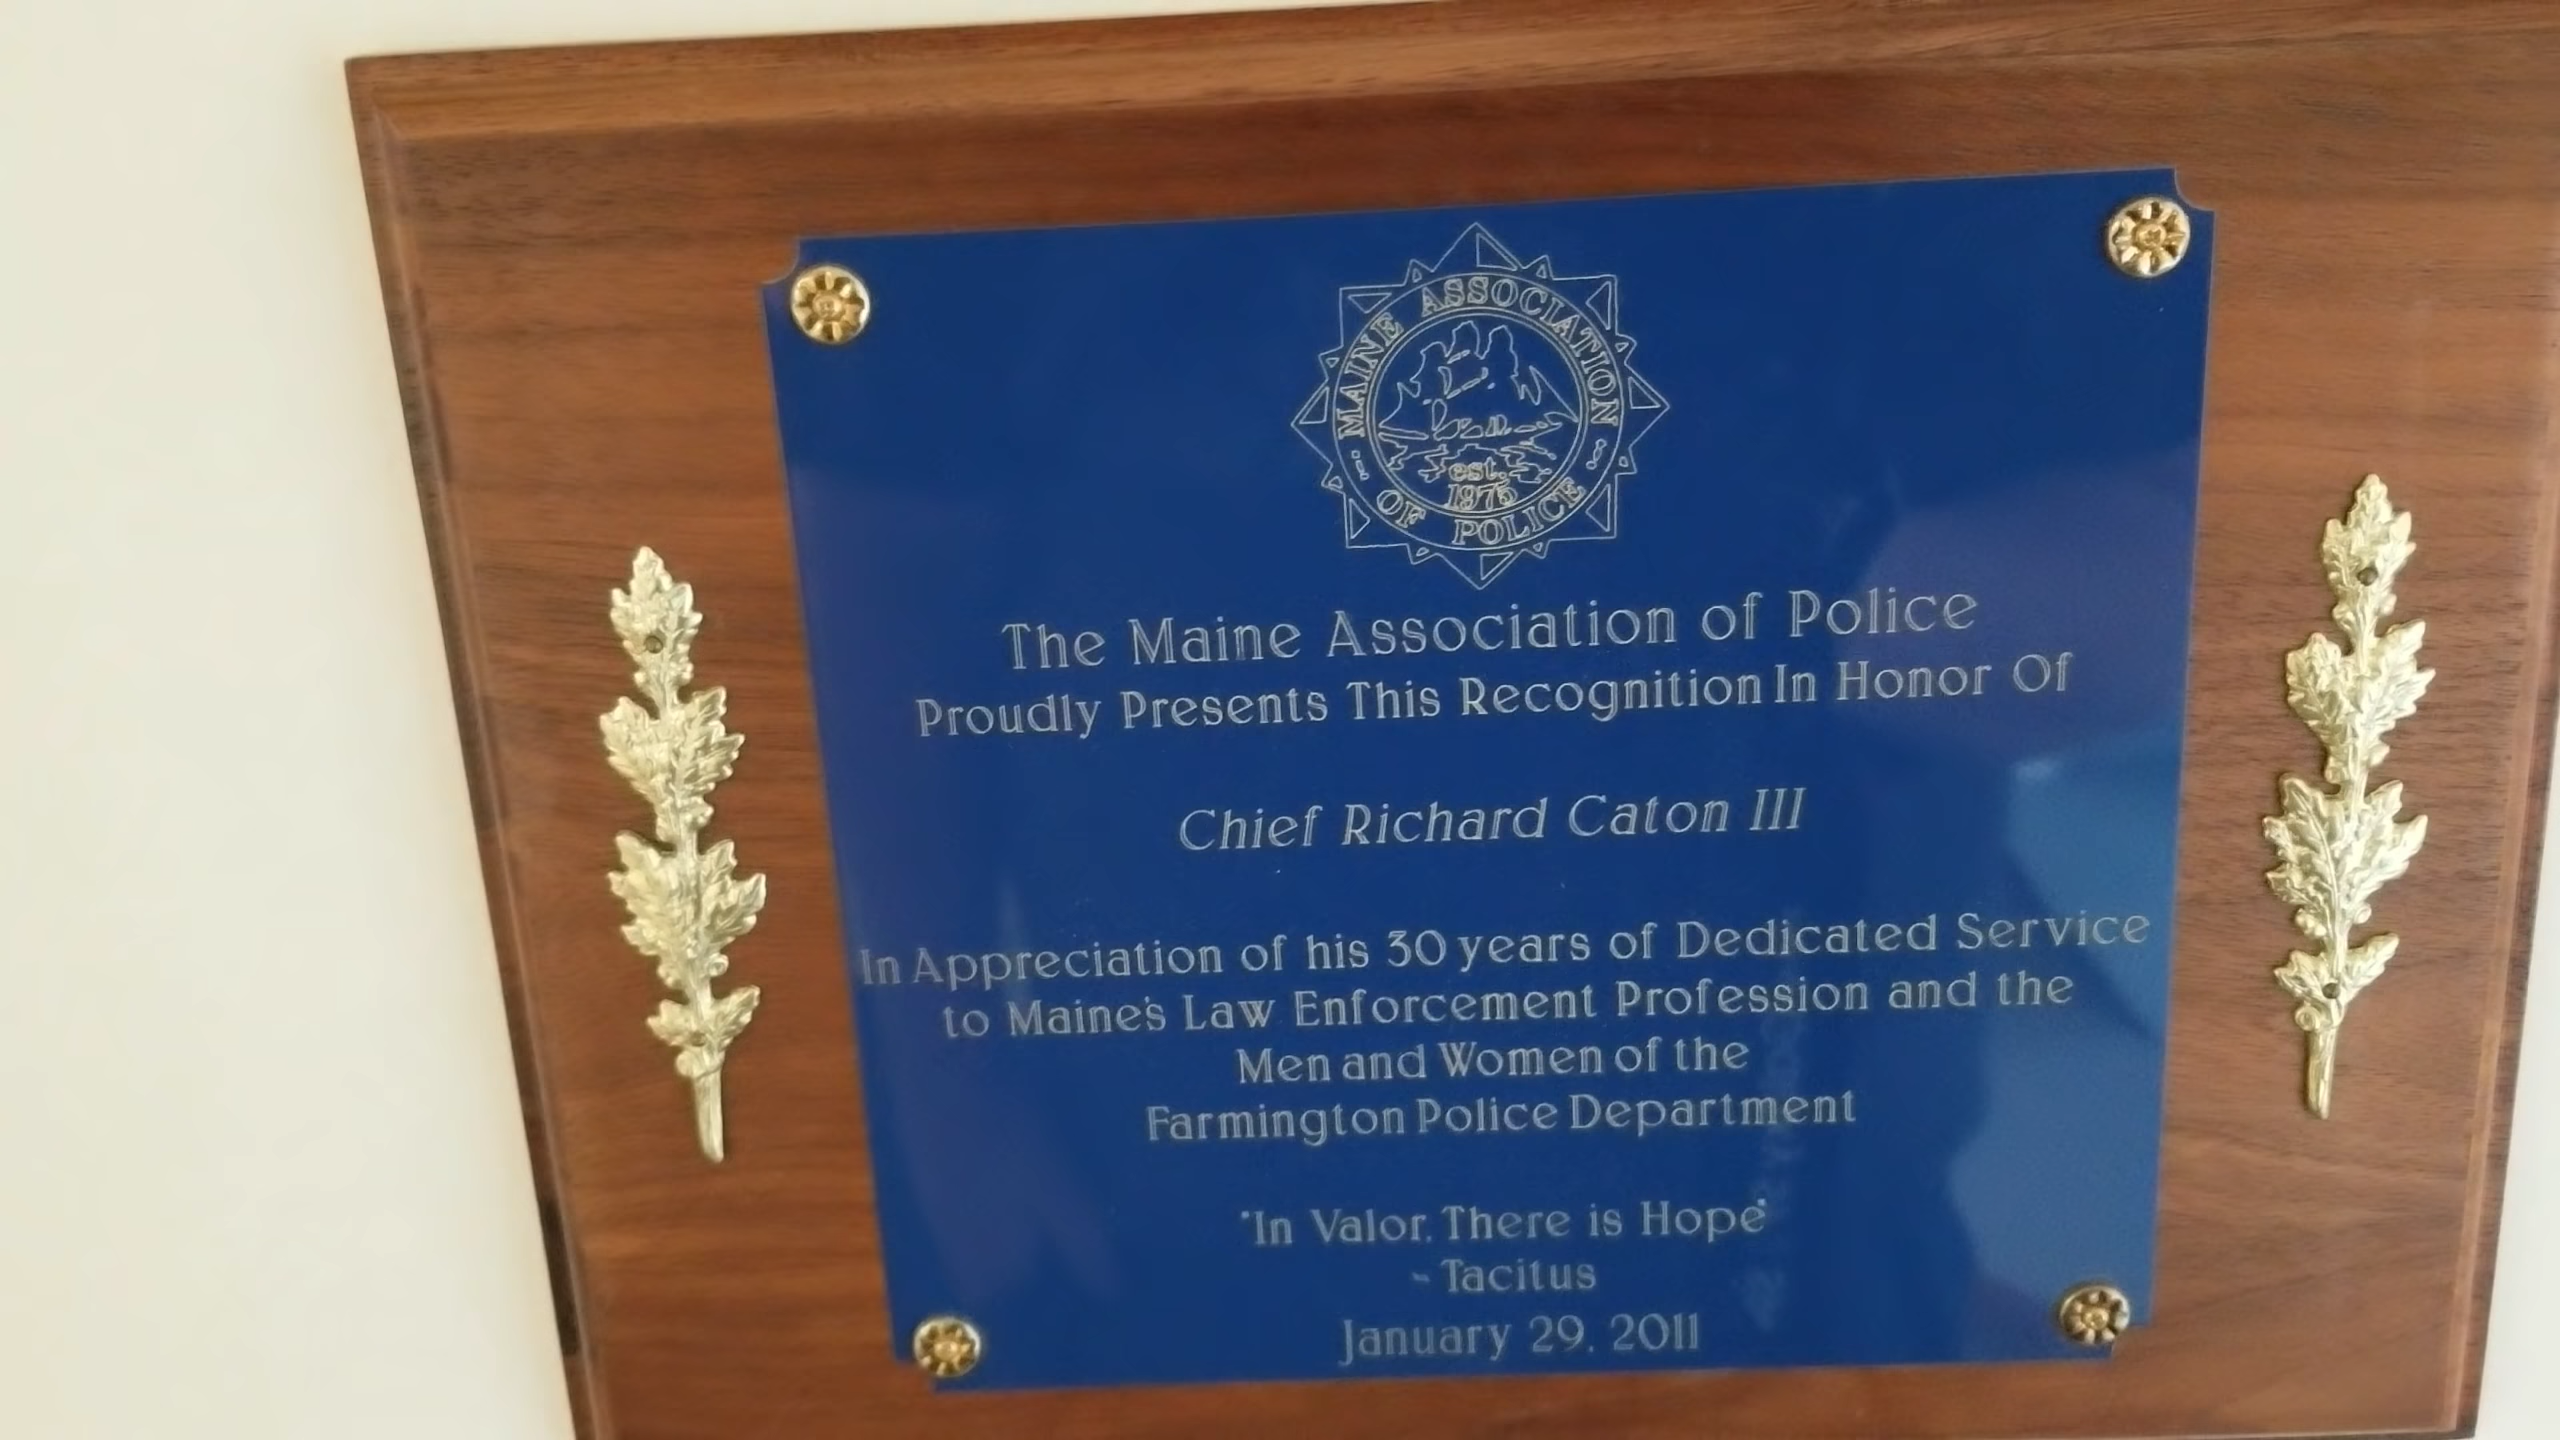 MAINE ASSOCIATION
OF POLICE
est.
1975
The Maine Association of Police
Proudly Presents This Recognition In Honor Of
Chief Richard Caton III
In Appreciation of his 30 years of Dedicated Service
to Maine's Law Enforcement Profession and the
Men and Women of the
Farmington Police Department
"In Valor, There is Hope"
- Tacitus
January 29, 2011